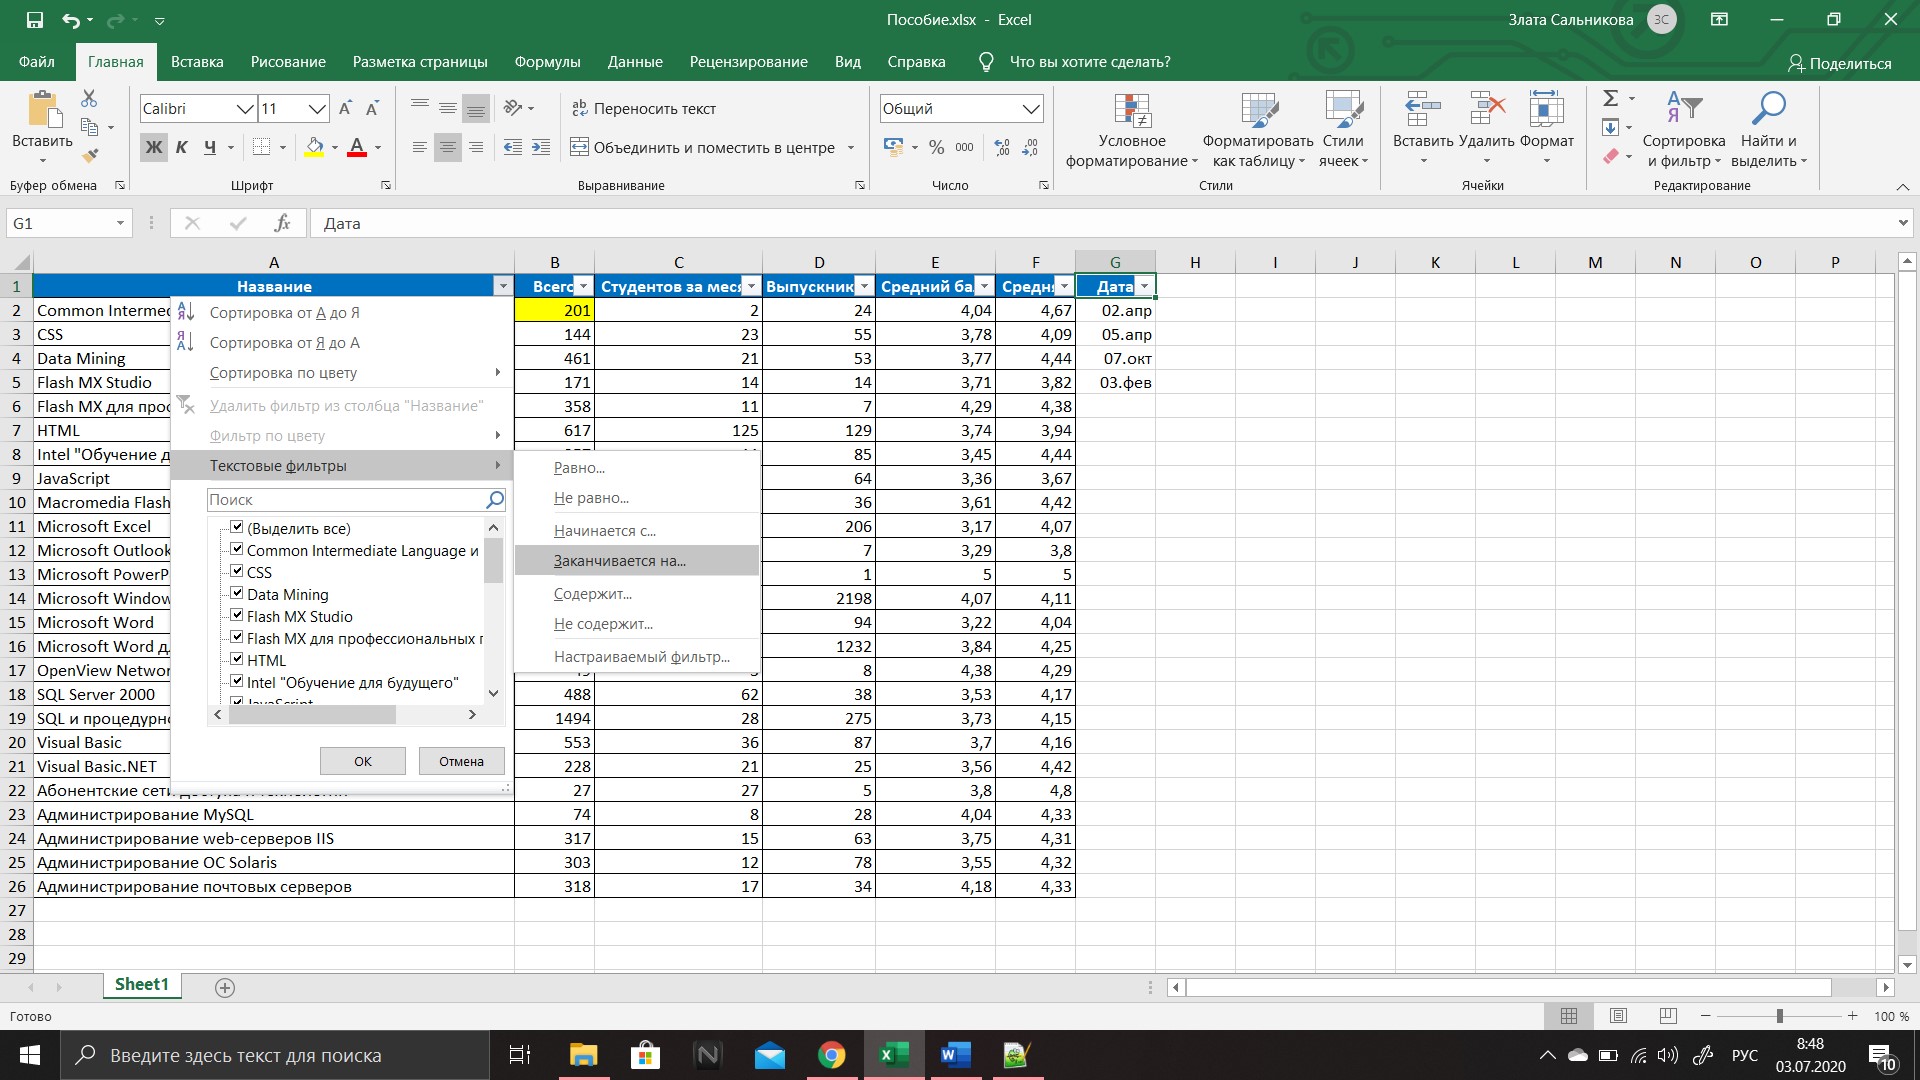 Пособие.xlsx - Excel
Злата Сальникова ЗС
Файл Главная Вставка Рисование Разметка страницы Формулы Данные Рецензирование Вид Справка Что вы хотите сделать? Поделиться
Вставить
Буфер обмена
Calibri 11
Ж К Ч
Шрифт
Переносить текст
Объединить и поместить в центре
Выравнивание
Общий
% 000
Число
Условное форматирование
Форматировать как таблицу
Стили ячеек
Стили
Вставить Удалить Формат
Ячейки
Сортировка и фильтр
Найти и выделить
Редактирование
G1 fx Дата
A B C D E F G H I J K L M N O P
1 Название Всего Студентов за меся Выпускник Средний ба Средня Дата
2 Common Intermed 201 2 24 4,04 4,67 02.апр
3 CSS 144 23 55 3,78 4,09 05.апр
4 Data Mining 461 21 53 3,77 4,44 07.окт
5 Flash MX Studio 171 14 14 3,71 3,82 03.фев
6 Flash MX для проф 358 11 7 4,29 4,38
7 HTML 617 125 129 3,74 3,94
8 Intel "Обучение д 85 3,45 4,44
9 JavaScript 64 3,36 3,67
10 Macromedia Flash 36 3,61 4,42
11 Microsoft Excel 206 3,17 4,07
12 Microsoft Outlook 7 3,29 3,8
13 Microsoft PowerP 1 5 5
14 Microsoft Window 2198 4,07 4,11
15 Microsoft Word 94 3,22 4,04
16 Microsoft Word д 1232 3,84 4,25
17 OpenView Networ 8 4,38 4,29
18 SQL Server 2000 488 62 38 3,53 4,17
19 SQL и процедурно 1494 28 275 3,73 4,15
20 Visual Basic 553 36 87 3,7 4,16
21 Visual Basic.NET 228 21 25 3,56 4,42
22 Абонентские сети 27 27 5 3,8 4,8
23 Администрирование MySQL 74 8 28 4,04 4,33
24 Администрирование web-серверов IIS 317 15 63 3,75 4,31
25 Администрирование ОС Solaris 303 12 78 3,55 4,32
26 Администрирование почтовых серверов 318 17 34 4,18 4,33
27
28
29
Сортировка от А до Я
Сортировка от Я до А
Сортировка по цвету
Удалить фильтр из столбца "Название"
Фильтр по цвету
Текстовые фильтры
Поиск
(Выделить все)
Common Intermediate Language и
CSS
Data Mining
Flash MX Studio
Flash MX для профессиональных п
HTML
Intel "Обучение для будущего"
JavaScript
ОК Отмена
Равно...
Не равно...
Начинается с...
Заканчивается на...
Содержит...
Не содержит...
Настраиваемый фильтр...
Sheet1
Готово 100 %
Введите здесь текст для поиска
РУС
8:48
03.07.2020
10